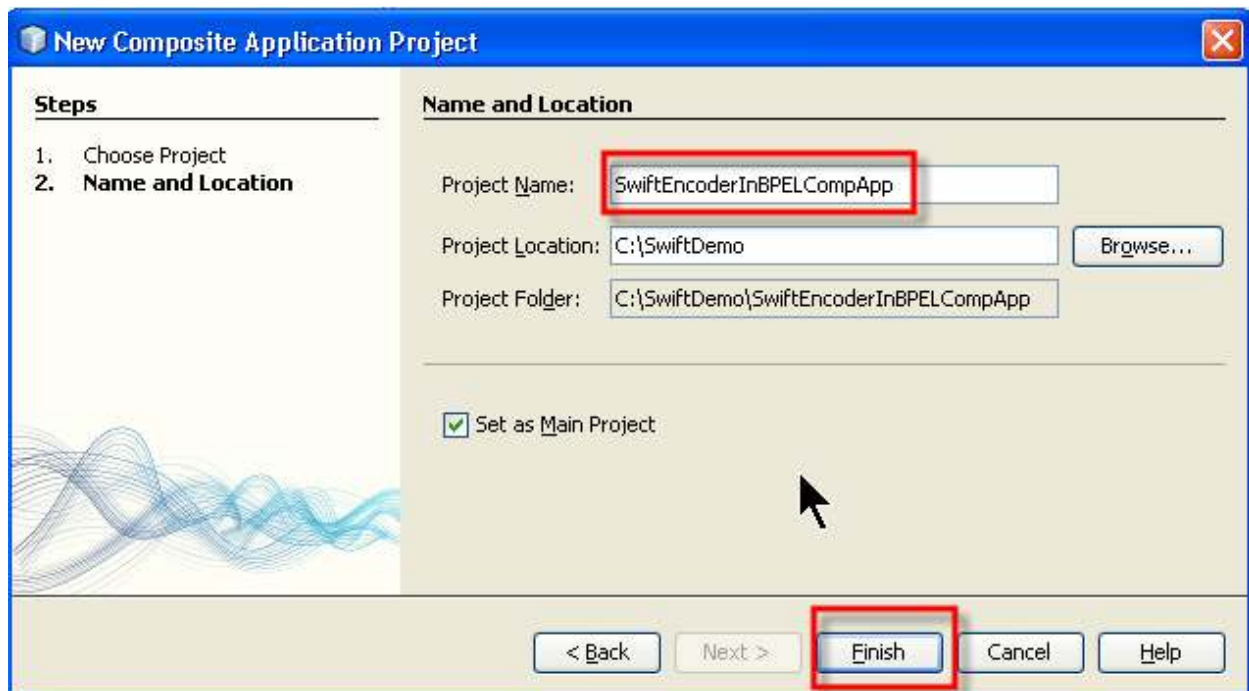 New Composite Application Project
Steps
1. Choose Project
2. Name and Location
Name and Location
Project Name: SwiftEncoderInBPELCompApp
Project Location: C:\SwiftDemo Browse...
Project Folder: C:\SwiftDemo\SwiftEncoderInBPELCompApp
Set as Main Project
< Back Next > Finish Cancel Help